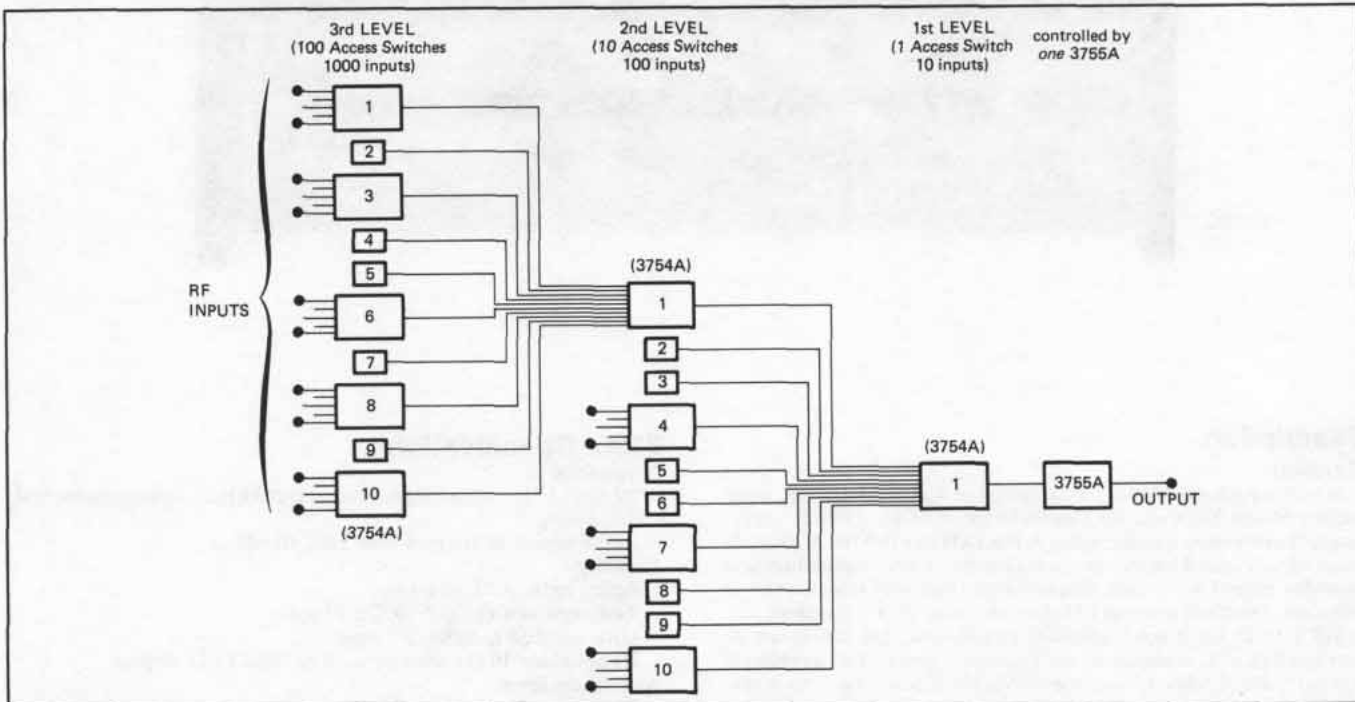 3rd LEVEL
(100 Access Switches
1000 inputs)
2nd LEVEL
(10 Access Switches
100 inputs)
1st LEVEL
(1 Access Switch
10 inputs)
controlled by
one 3755A
RF
INPUTS
1
2
3
4
5
6
7
8
9
10
(3754A)
(3754A)
1
2
3
4
5
6
7
8
9
10
(3754A)
1
3755A
OUTPUT